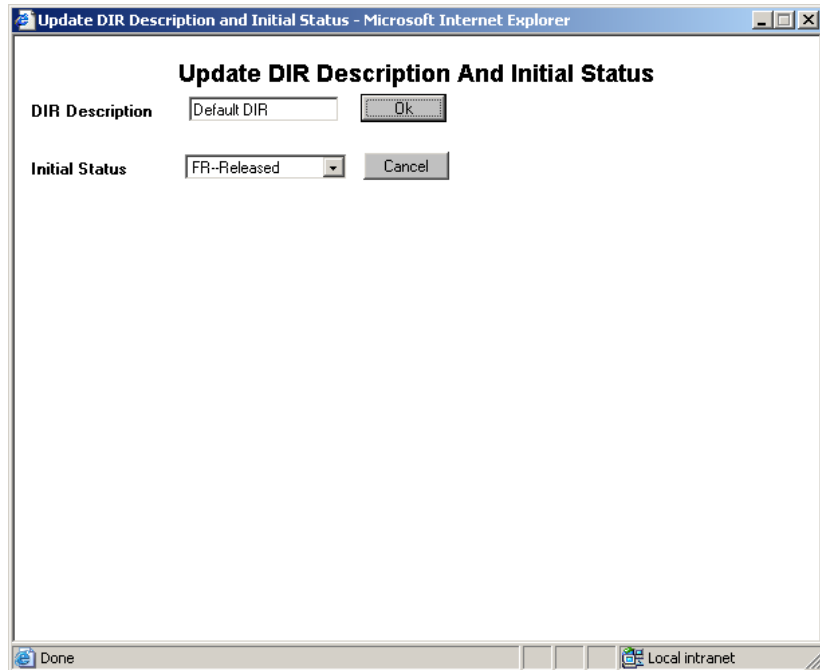 Update DIR Description and Initial Status - Microsoft Internet Explorer
Update DIR Description And Initial Status
DIR Description Default DIR Ok
Initial Status FR--Released Cancel
Done Local intranet